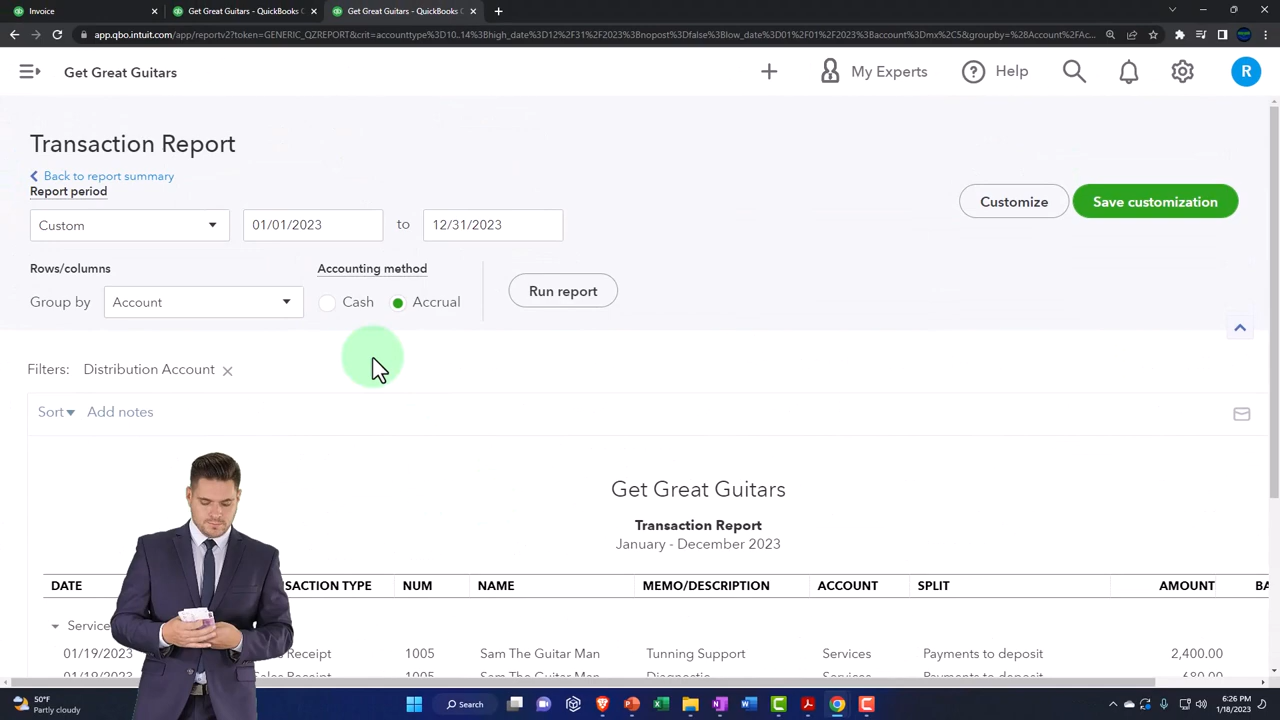 Invoice
Get Great Guitars - QuickBooks C
Get Great Guitars - QuickBooks C
app.qbo.intuit.com/app/reportv2?token=GENERIC_QZREPORT&crit=accounttype%3D10..14%3Bhigh_date%3D12%2F31%2F2023%3Bnopost%3Dfalse%3Blow_date%3D01%2F01%2F2023%3Baccount%3Dmx%2C5&groupby=%28Account%2FAc...
Get Great Guitars
My Experts
Help
R
Transaction Report
Back to report summary
Report period
Custom
01/01/2023
to
12/31/2023
Customize
Save customization
Rows/columns
Accounting method
Group by
Account
Cash
Accrual
Run report
Filters: Distribution Account
Sort Add notes
Get Great Guitars
Transaction Report
January - December 2023
DATE SACTION TYPE NUM NAME MEMO/DESCRIPTION ACCOUNT SPLIT AMOUNT BA
Service
01/19/2023 Receipt 1005 Sam The Guitar Man Tunning Support Services Payments to deposit 2,400.00
50°F
Partly cloudy
Search
6:26 PM
1/18/2023